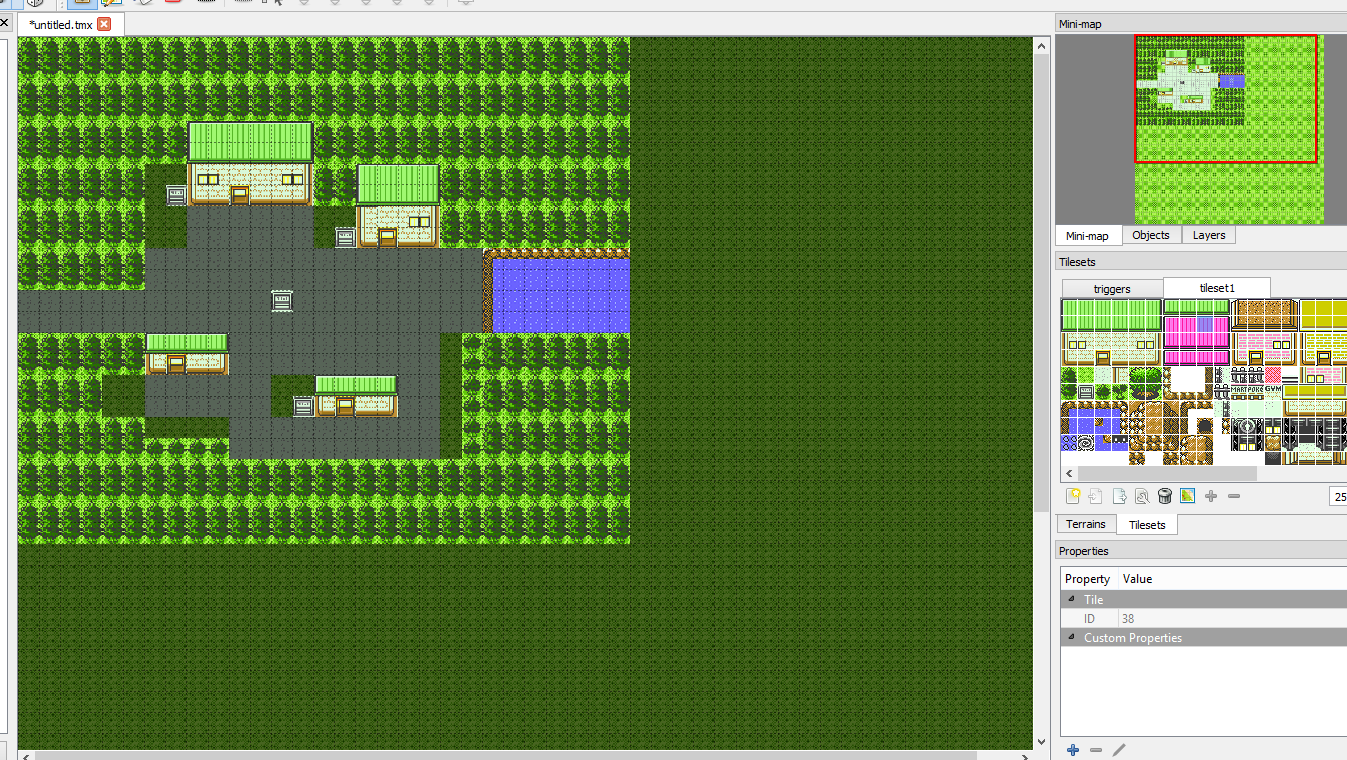 *untitled.tmx
Mini-map
Mini-map Objects Layers
Tilesets
triggers tileset1
MART POKE GYM
25
Terrains Tilesets
Properties
Property Value
Tile
ID 38
Custom Properties